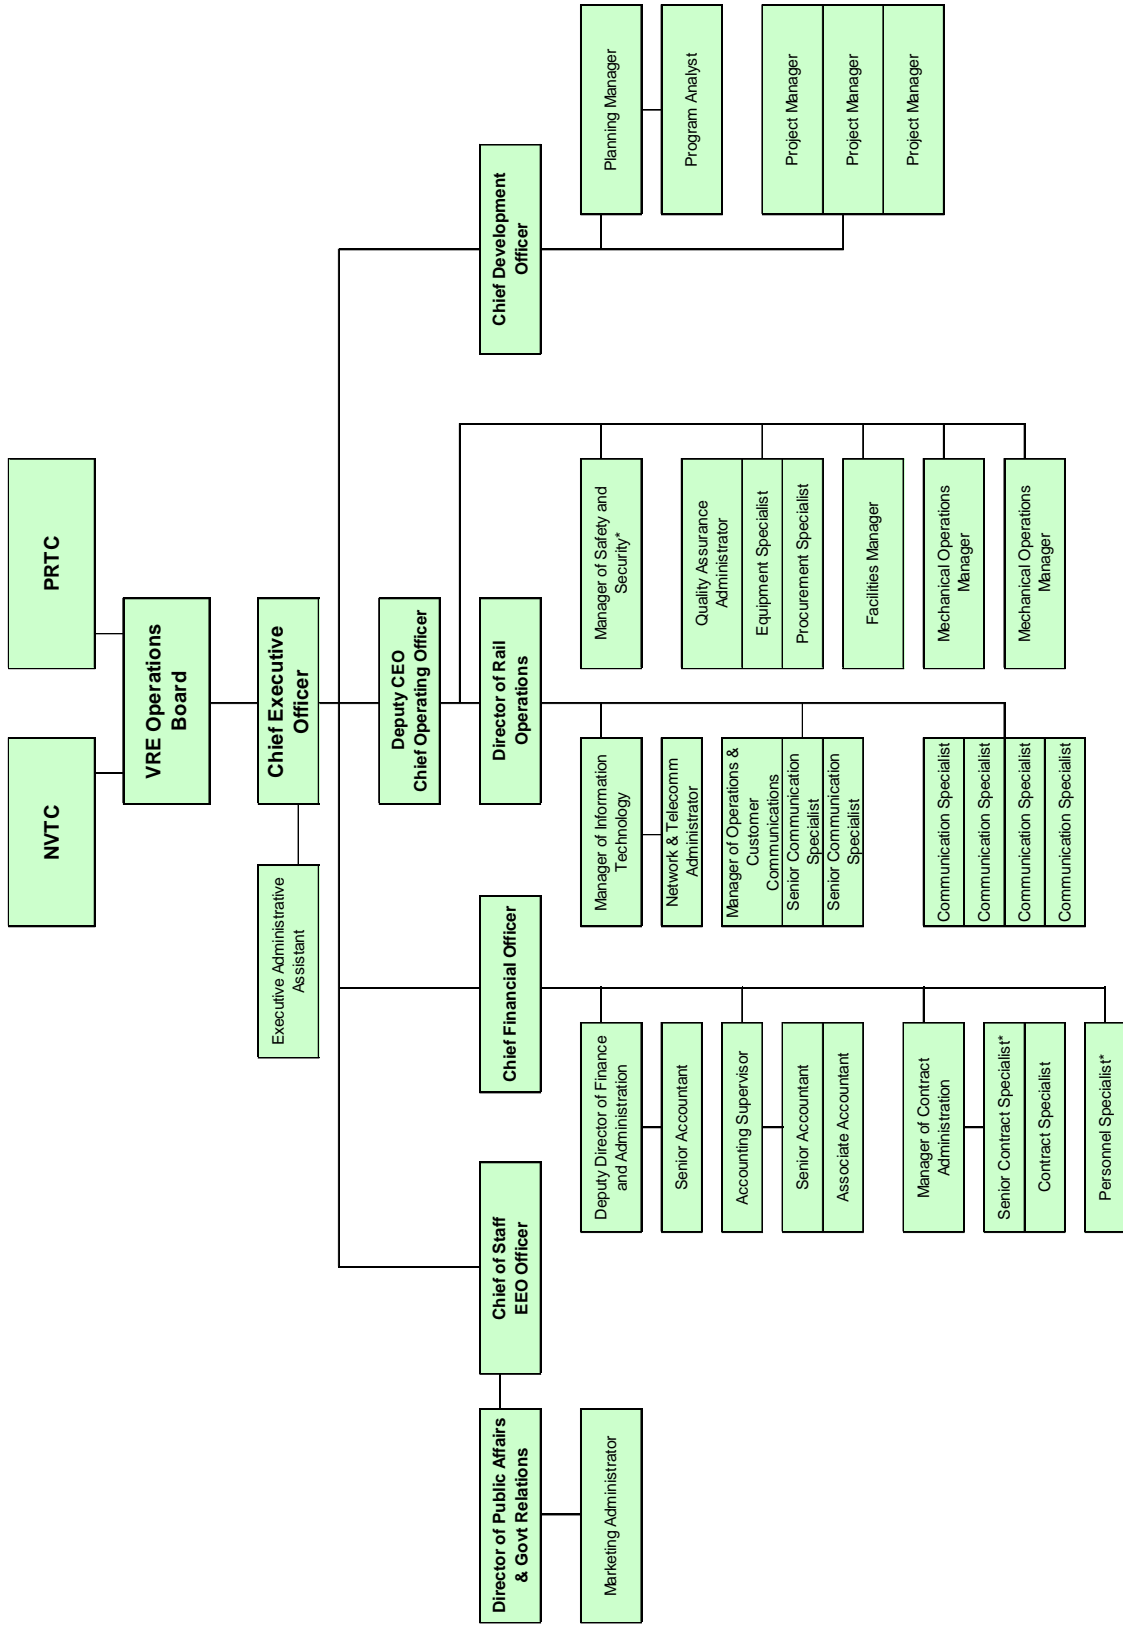 NVTC
PRTC
VRE Operations
Board
Executive Administrative
Assistant
Chief Executive
Officer
Deputy CEO
Chief Operating Officer
Director of Public Affairs
& Govt Relations
Chief of Staff
EEO Officer
Chief Financial Officer
Director of Rail
Operations
Chief Development
Officer
Marketing Administrator
Deputy Director of Finance
and Administration
Senior Accountant
Accounting Supervisor
Senior Accountant
Associate Accountant
Manager of Contract
Administration
Senior Contract Specialist*
Contract Specialist
Personnel Specialist*
Manager of Information
Technology
Network & Telecomm
Administrator
Manager of Operations &
Customer
Communications
Senior Communication
Specialist
Senior Communication
Specialist
Communication Specialist
Communication Specialist
Communication Specialist
Communication Specialist
Manager of Safety and
Security*
Quality Assurance
Administrator
Equipment Specialist
Procurement Specialist
Facilities Manager
Mechanical Operations
Manager
Mechanical Operations
Manager
Planning Manager
Program Analyst
Project Manager
Project Manager
Project Manager